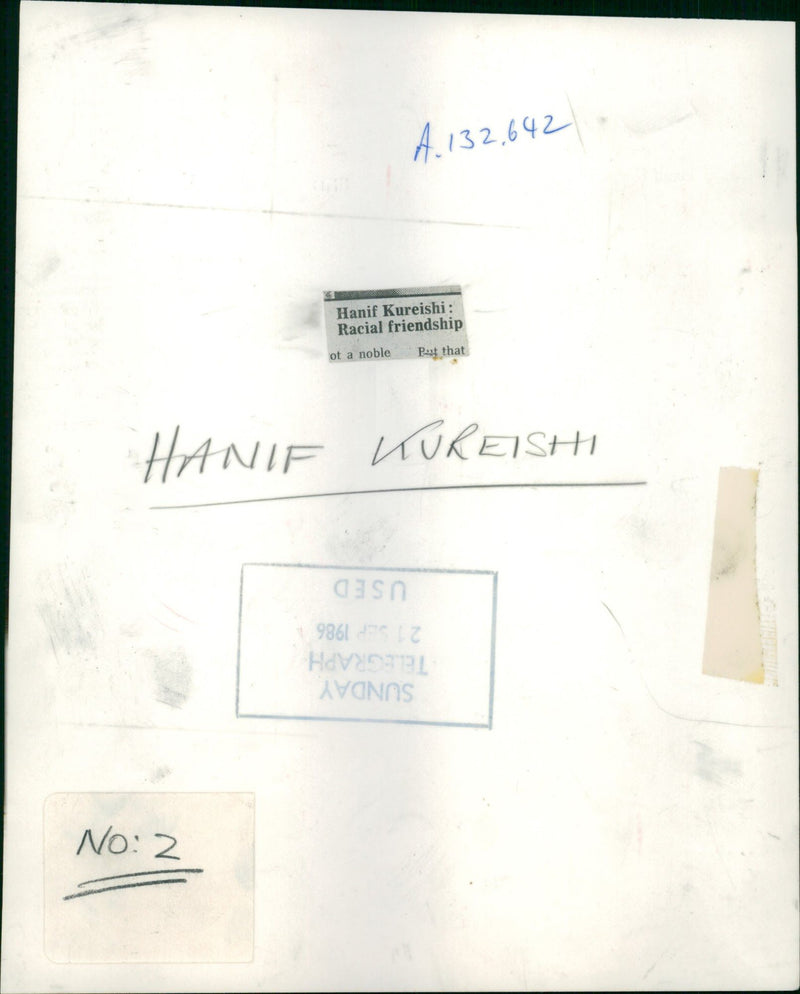 A.132.642
Hanif Kureishi:
Racial friendship
ot a noble But that
HANIF KUREISHI
SUNDAY
TELEGRAPH
21 SEP 1986
USED
NO: 2